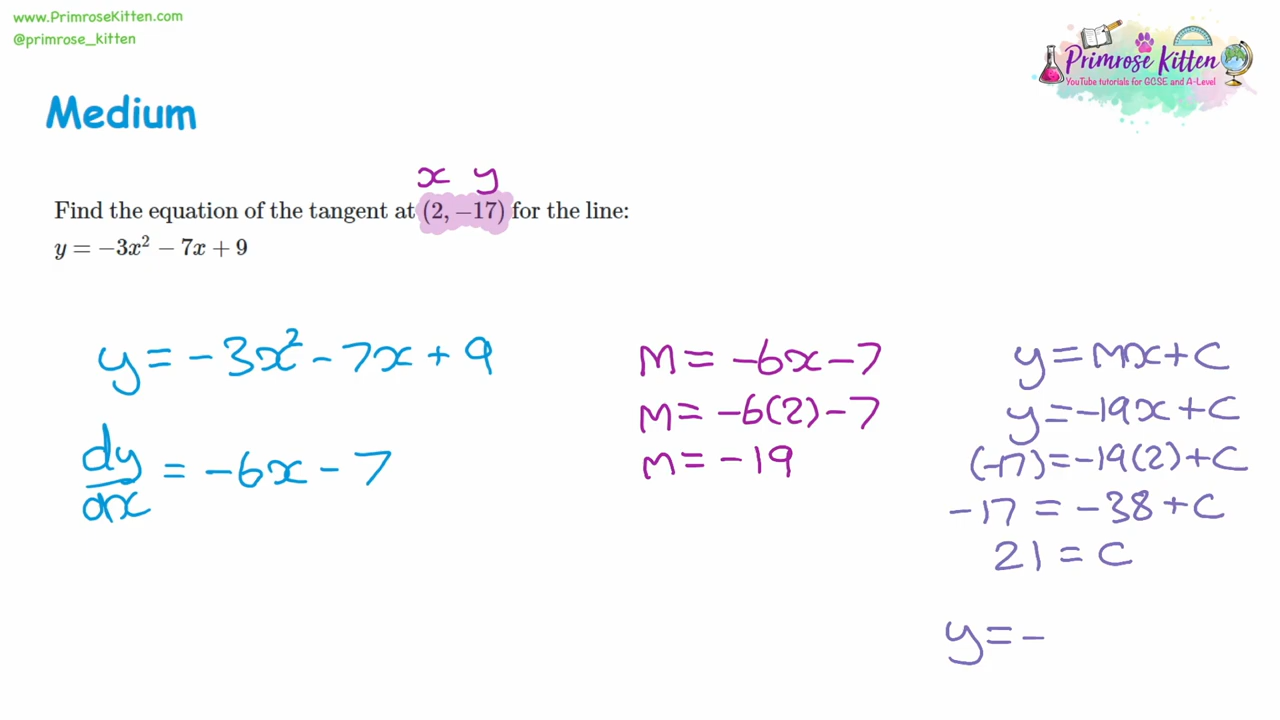 www.PrimroseKitten.com
@primrose_kitten
Primrose Kitten
YouTube tutorials for GCSE and A-Level
Medium
x y
Find the equation of the tangent at (2, −17) for the line:
y = −3x² − 7x + 9
y = -3x² - 7x + 9
dy/dx = -6x - 7
M = -6x - 7
M = -6(2) - 7
m = -19
y = mx + C
y = -19x + C
(-17) = -19(2) + C
-17 = -38 + C
21 = C
y = -